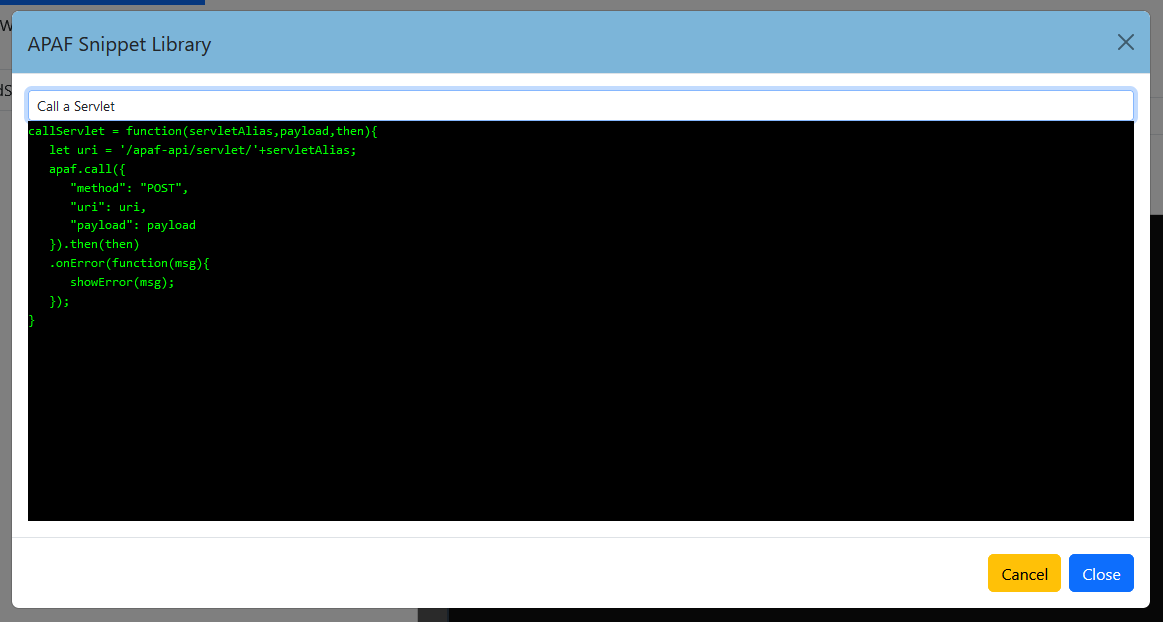 W
APAF Snippet Library
dS
Call a Servlet
callServlet = function(servletAlias,payload,then){
   let uri = '/apaf-api/servlet/'+servletAlias;
   apaf.call({
      "method": "POST",
      "uri": uri,
      "payload": payload
   }).then(then)
   .onError(function(msg){
      showError(msg);
   });
}
Cancel Close